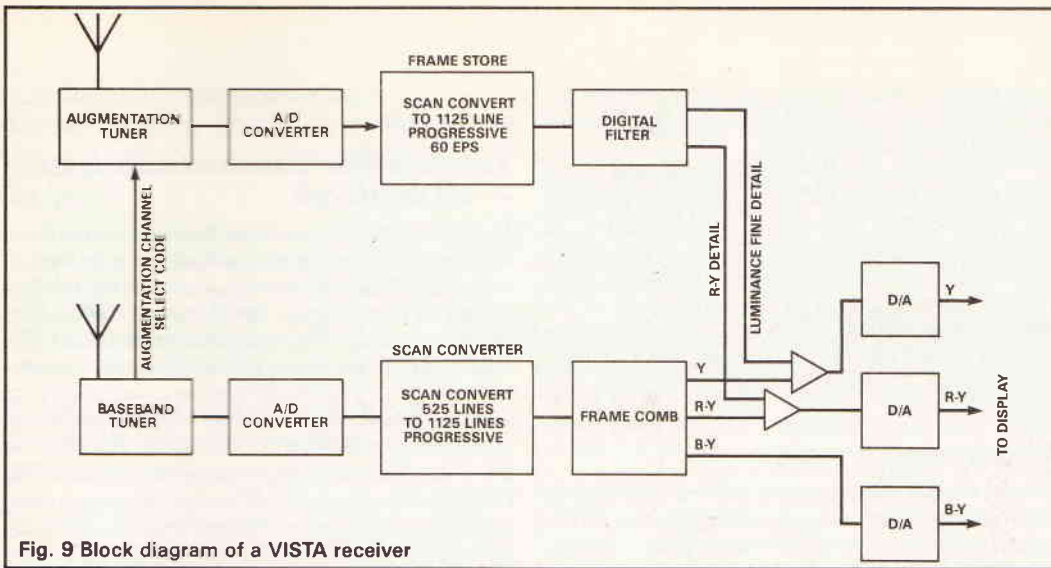 FRAME STORE
AUGMENTATION
TUNER
A/D
CONVERTER
SCAN CONVERT
TO 1125 LINE
PROGRESSIVE
60 EPS
DIGITAL
FILTER
AUGMENTATION CHANNEL
SELECT CODE
R-Y DETAIL
LUMINANCE FINE DETAIL
SCAN CONVERTER
BASEBAND
TUNER
A/D
CONVERTER
SCAN CONVERT
525 LINES
TO 1125 LINES
PROGRESSIVE
FRAME COMB
Y
R-Y
B-Y
D/A
Y
D/A
R-Y
D/A
B-Y
TO DISPLAY
Fig. 9 Block diagram of a VISTA receiver